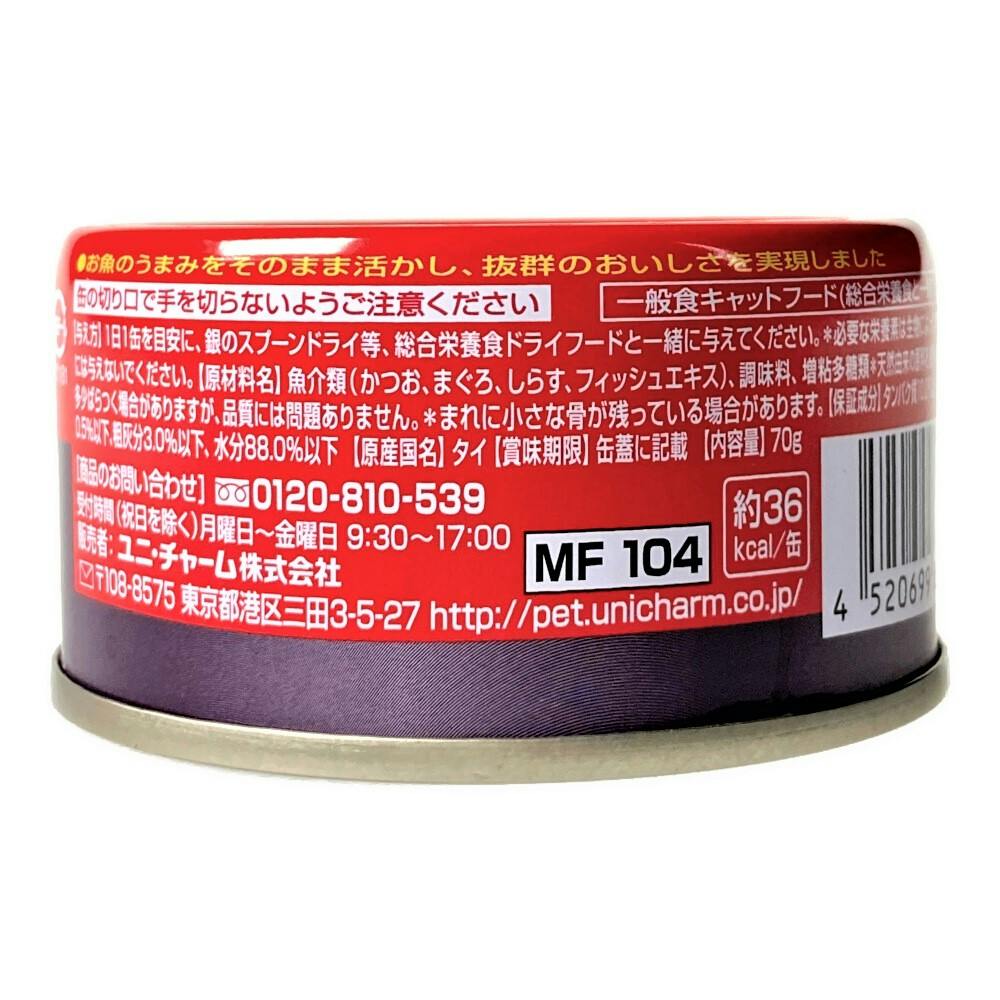 ●お魚のうまみをそのまま活かし、抜群のおいしさを実現しました
缶の切り口で手を切らないようご注意ください
一般食キャットフード(総合栄養食と一
【与え方】1日1缶を目安に、銀のスプーンドライ等、総合栄養食ドライフードと一緒に与えてください。*必要な栄養素は生物に
には与えないでください。【原材料名】魚介類(かつお、まぐろ、しらす、フィッシュエキス)、調味料、増粘多糖類*天然由来の原料
多少ばらつく場合がありますが、品質には問題ありません。*まれに小さな骨が残っている場合があります。【保証成分】タンパク質
0.5%以下、粗灰分3.0%以下、水分88.0%以下 【原産国名】タイ【賞味期限】缶蓋に記載 【内容量】70g
[商品のお問い合わせ] 0120-810-539
受付時間(祝日を除く)月曜日~金曜日 9:30~17:00
販売者:ユニ・チャーム株式会社
〒108-8575 東京都港区三田3-5-27 http://pet.unicharm.co.jp/
MF 104
約36
kcal/缶
4 520699